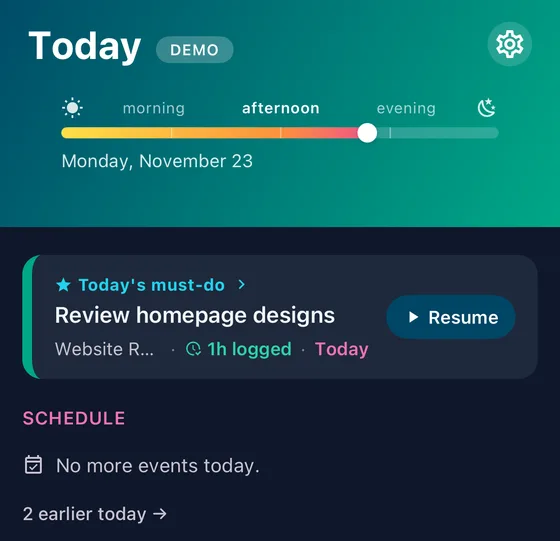 Today DEMO
morning afternoon evening
Monday, November 23
Today's must-do
Review homepage designs
Resume
Website R... · 1h logged · Today
SCHEDULE
No more events today.
2 earlier today →